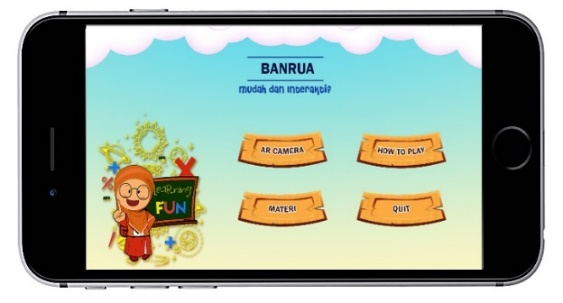 BANRUA
mudah dan interaktif
AR CAMERA
HOW TO PLAY
Learning
FUN
MATERI
QUIT